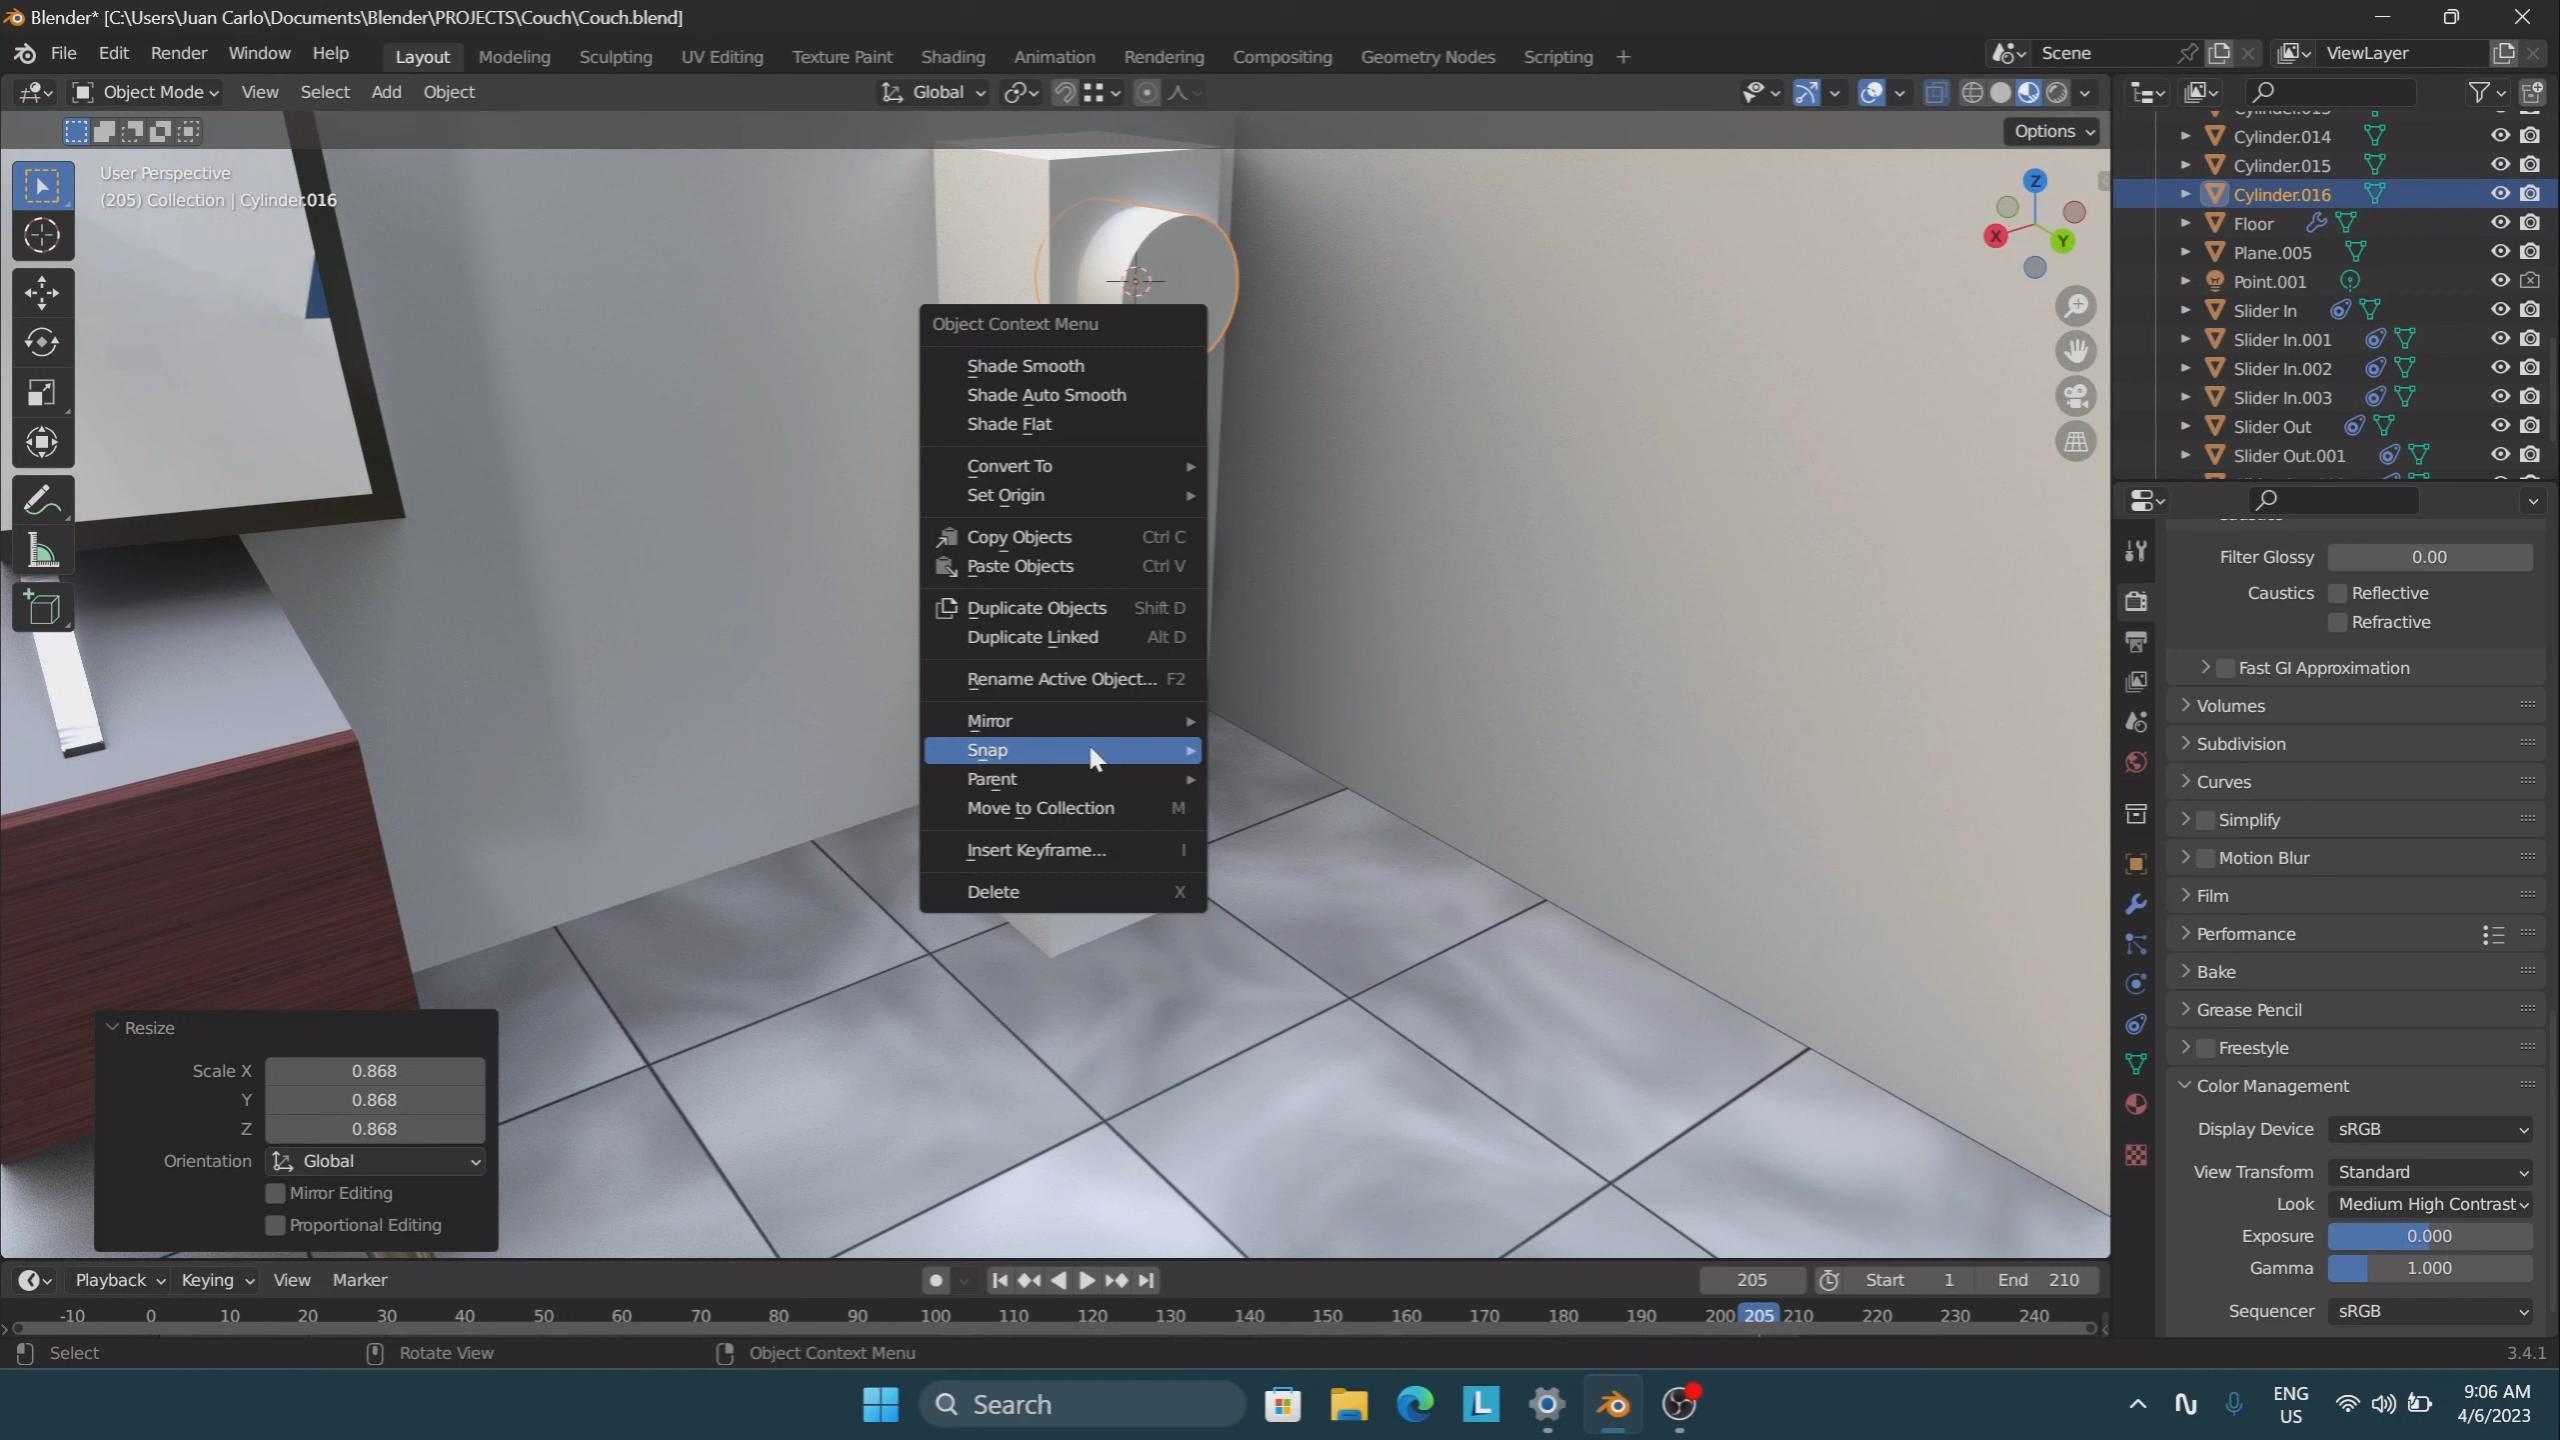 Blender* [C:\Users\Juan Carlo\Documents\Blender\PROJECTS\Couch\Couch.blend]
File Edit Render Window Help Layout Modeling Sculpting UV Editing Texture Paint Shading Animation Rendering Compositing Geometry Nodes Scripting + Scene ViewLayer
Object Mode View Select Add Object Global
Options
User Perspective
(205) Collection | Cylinder.016
Z
X
Y
Object Context Menu
Shade Smooth
Shade Auto Smooth
Shade Flat
Convert To
Set Origin
Copy Objects Ctrl C
Paste Objects Ctrl V
Duplicate Objects Shift D
Duplicate Linked Alt D
Rename Active Object... F2
Mirror
Snap
Parent
Move to Collection M
Insert Keyframe... I
Delete X
Cylinder.014
Cylinder.015
Cylinder.016
Floor
Plane.005
Point.001
Slider In
Slider In.001
Slider In.002
Slider In.003
Slider Out
Slider Out.001
Filter Glossy 0.00
Caustics Reflective
Refractive
Fast GI Approximation
Volumes
Subdivision
Curves
Simplify
Motion Blur
Film
Performance
Bake
Grease Pencil
Freestyle
Color Management
Display Device sRGB
View Transform Standard
Look Medium High Contrast
Exposure 0.000
Gamma 1.000
Sequencer sRGB
Resize
Scale X 0.868
Y 0.868
Z 0.868
Orientation Global
Mirror Editing
Proportional Editing
Playback Keying View Marker 205 Start 1 End 210
-10 0 10 20 30 40 50 60 70 80 90 100 110 120 130 140 150 160 170 180 190 200 205 210 220 230 240
Select Rotate View Object Context Menu 3.4.1
Search
L
ENG
US
9:06 AM
4/6/2023